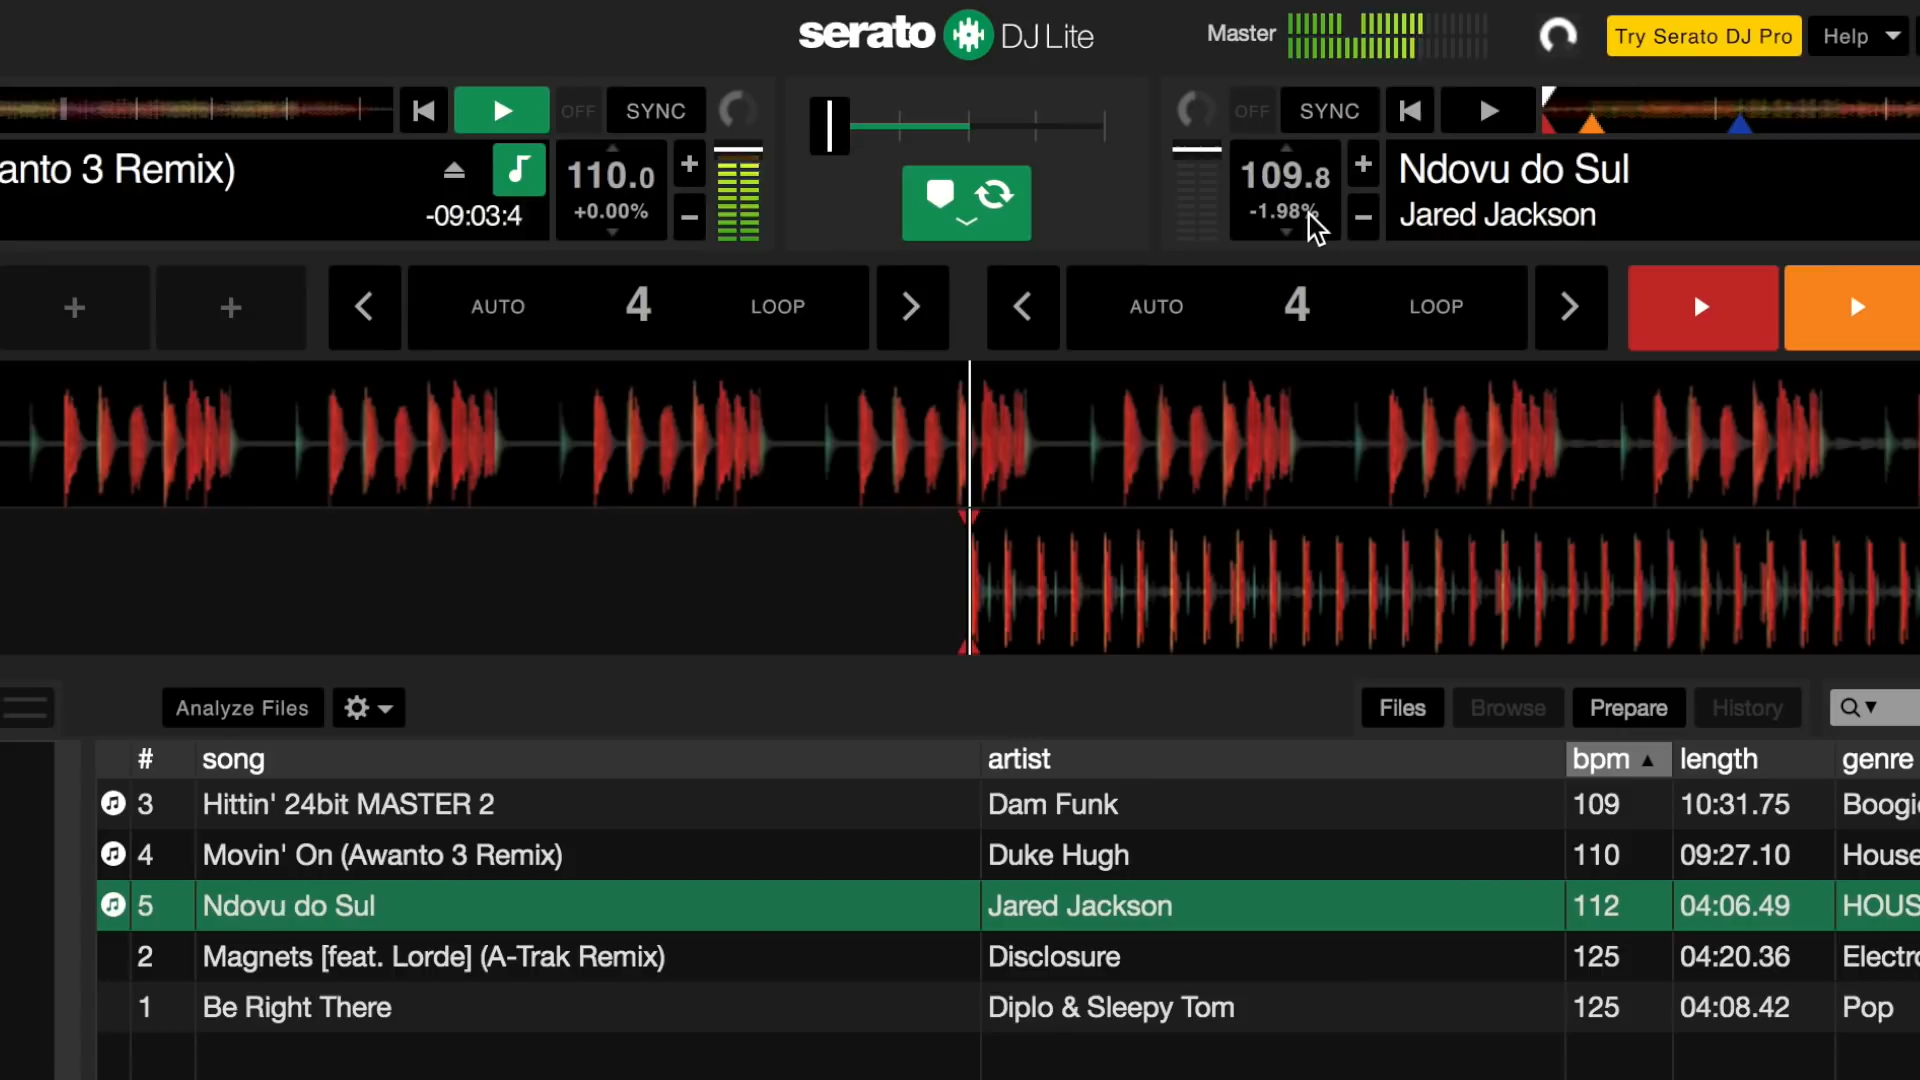 serato DJ Lite
Master
Try Serato DJ Pro
Help
OFF
SYNC
OFF
SYNC
anto 3 Remix)
-09:03:4
110.0
+0.00%
+
−
109.8
-1.98%
+
−
Ndovu do Sul
Jared Jackson
+
+
AUTO
4
LOOP
AUTO
4
LOOP
Analyze Files
Files
Browse
Prepare
History
# song artist bpm length genre
3 Hittin' 24bit MASTER 2 Dam Funk 109 10:31.75 Boogi
4 Movin' On (Awanto 3 Remix) Duke Hugh 110 09:27.10 House
5 Ndovu do Sul Jared Jackson 112 04:06.49 HOUS
2 Magnets [feat. Lorde] (A-Trak Remix) Disclosure 125 04:20.36 Electro
1 Be Right There Diplo & Sleepy Tom 125 04:08.42 Pop